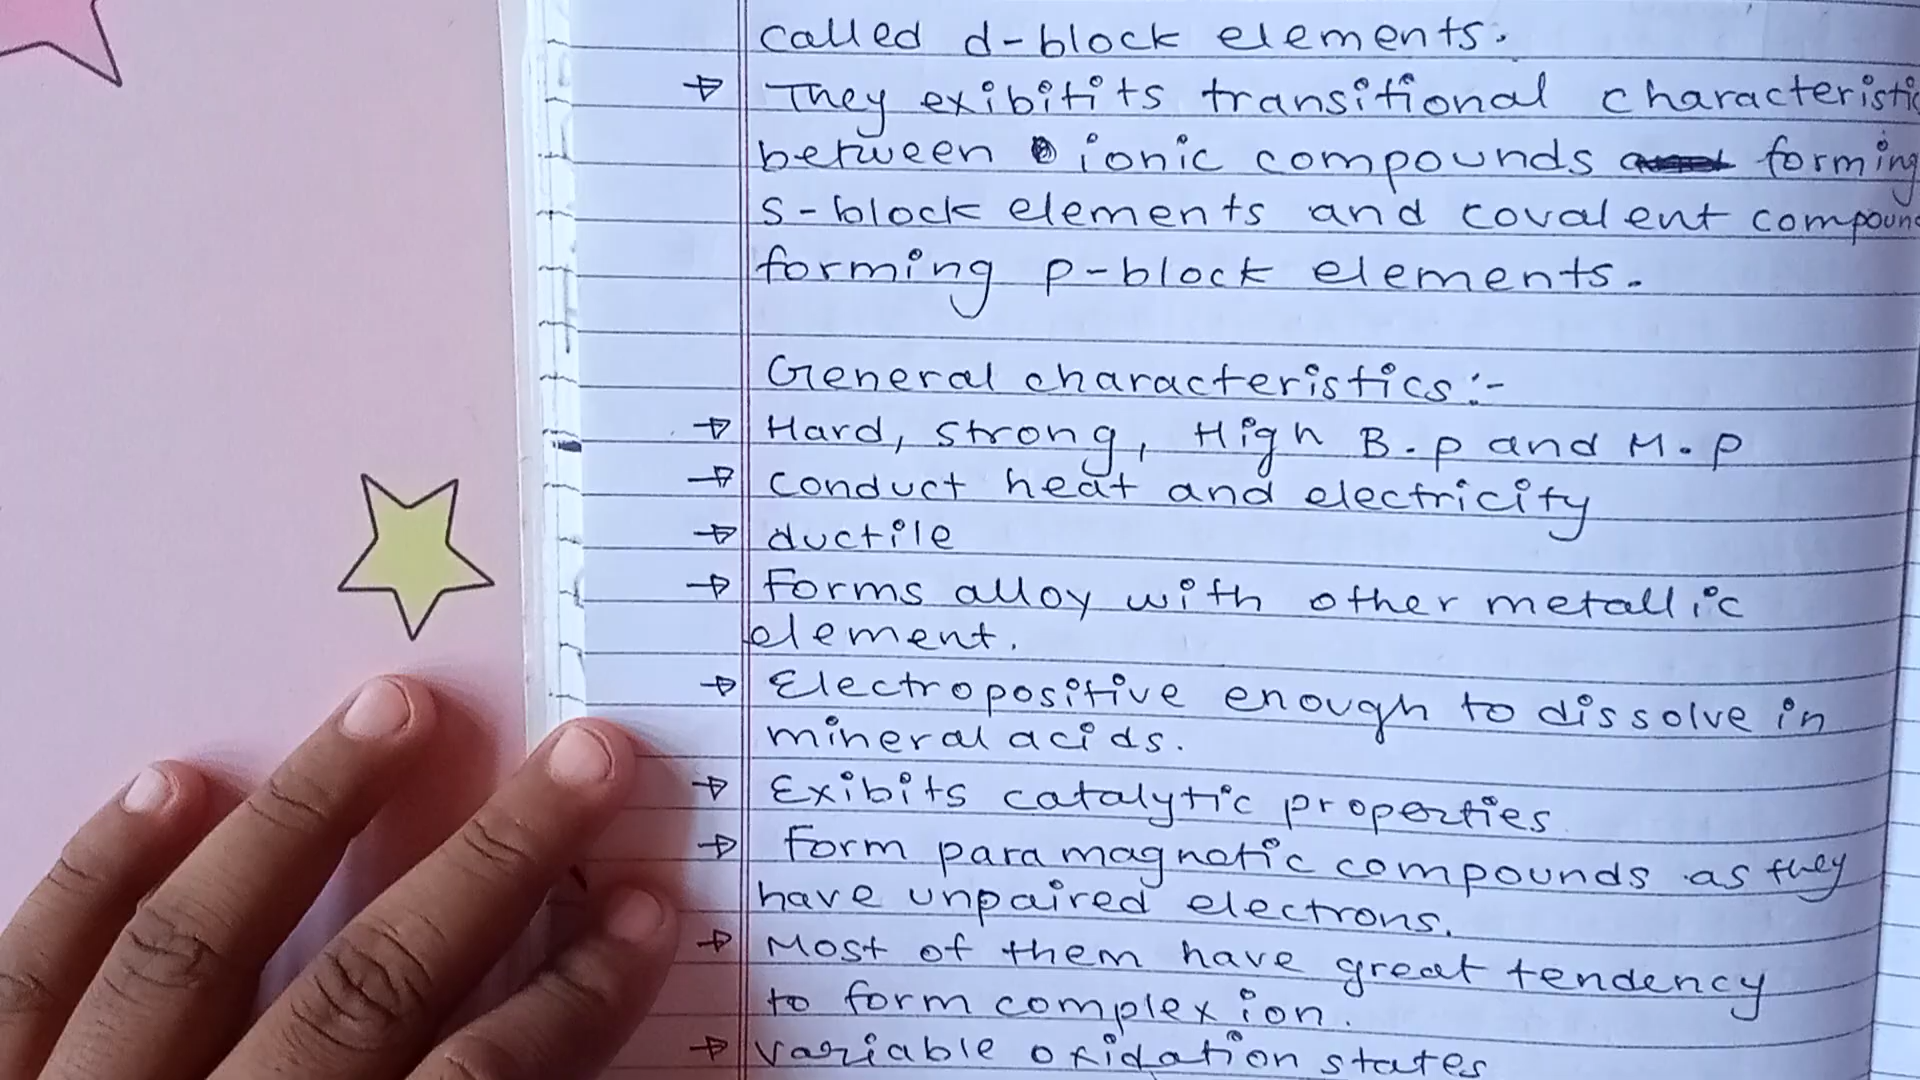 called d-block elements.
→ They exibitits transitional characteristic
between ionic compounds forming
s-block elements and covalent compound
forming p-block elements.
General characteristics:-
→ Hard, strong, High B.p and M.p
→ conduct heat and electricity
→ ductile
→ Forms alloy with other metallic
element.
→ Electropositive enough to dissolve in
mineral acids.
→ Exibits catalytic properties
→ Form paramagnetic compounds as they
have unpaired electrons.
→ Most of them have great tendency
to form complex ion.
→ variable oxidation states